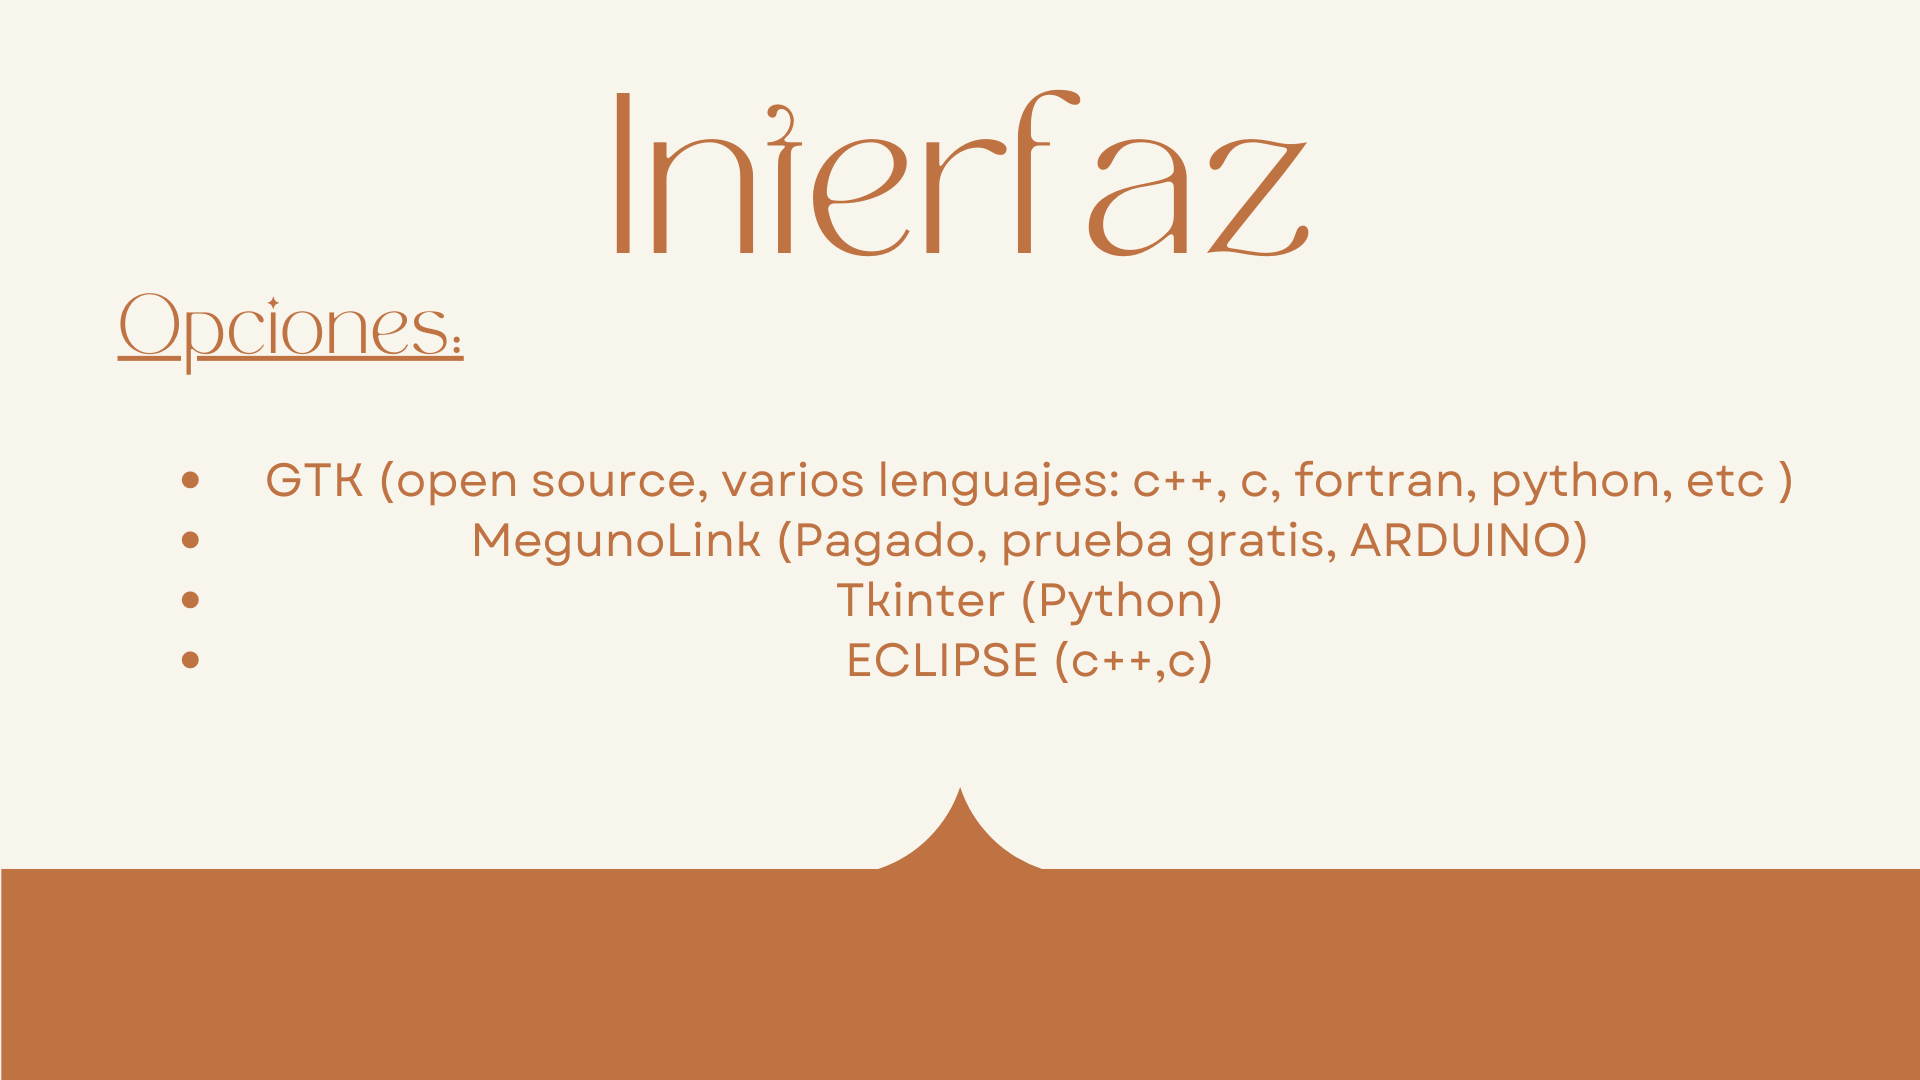 Interfaz
Opciones:
• GTK (open source, varios lenguajes: c++, c, fortran, python, etc )
• MegunoLink (Pagado, prueba gratis, ARDUINO)
• Tkinter (Python)
• ECLIPSE (c++,c)